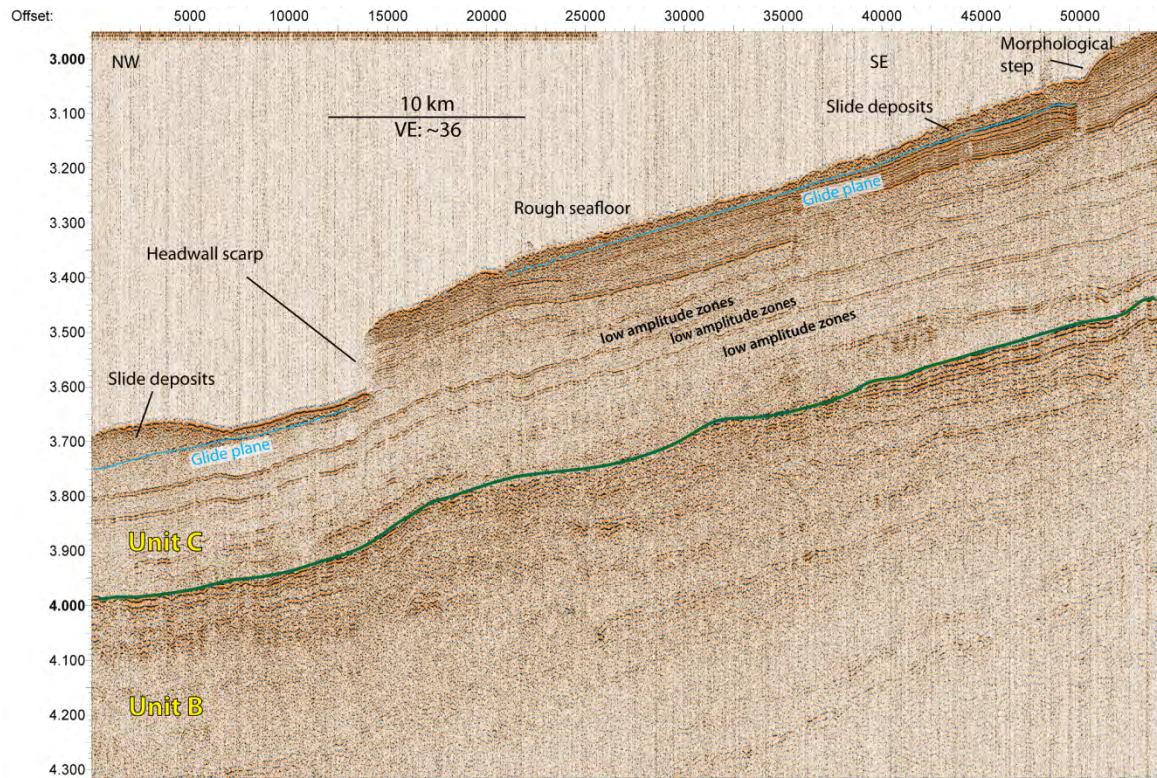 Offset:
5000 10000 15000 20000 25000 30000 35000 40000 45000 50000
3.000
3.100
3.200
3.300
3.400
3.500
3.600
3.700
3.800
3.900
4.000
4.100
4.200
4.300
NW
SE
10 km
VE: ~36
Morphological
step
Slide deposits
Glide plane
Rough seafloor
Headwall scarp
low amplitude zones
low amplitude zones
low amplitude zones
Slide deposits
Glide plane
Unit C
Unit B